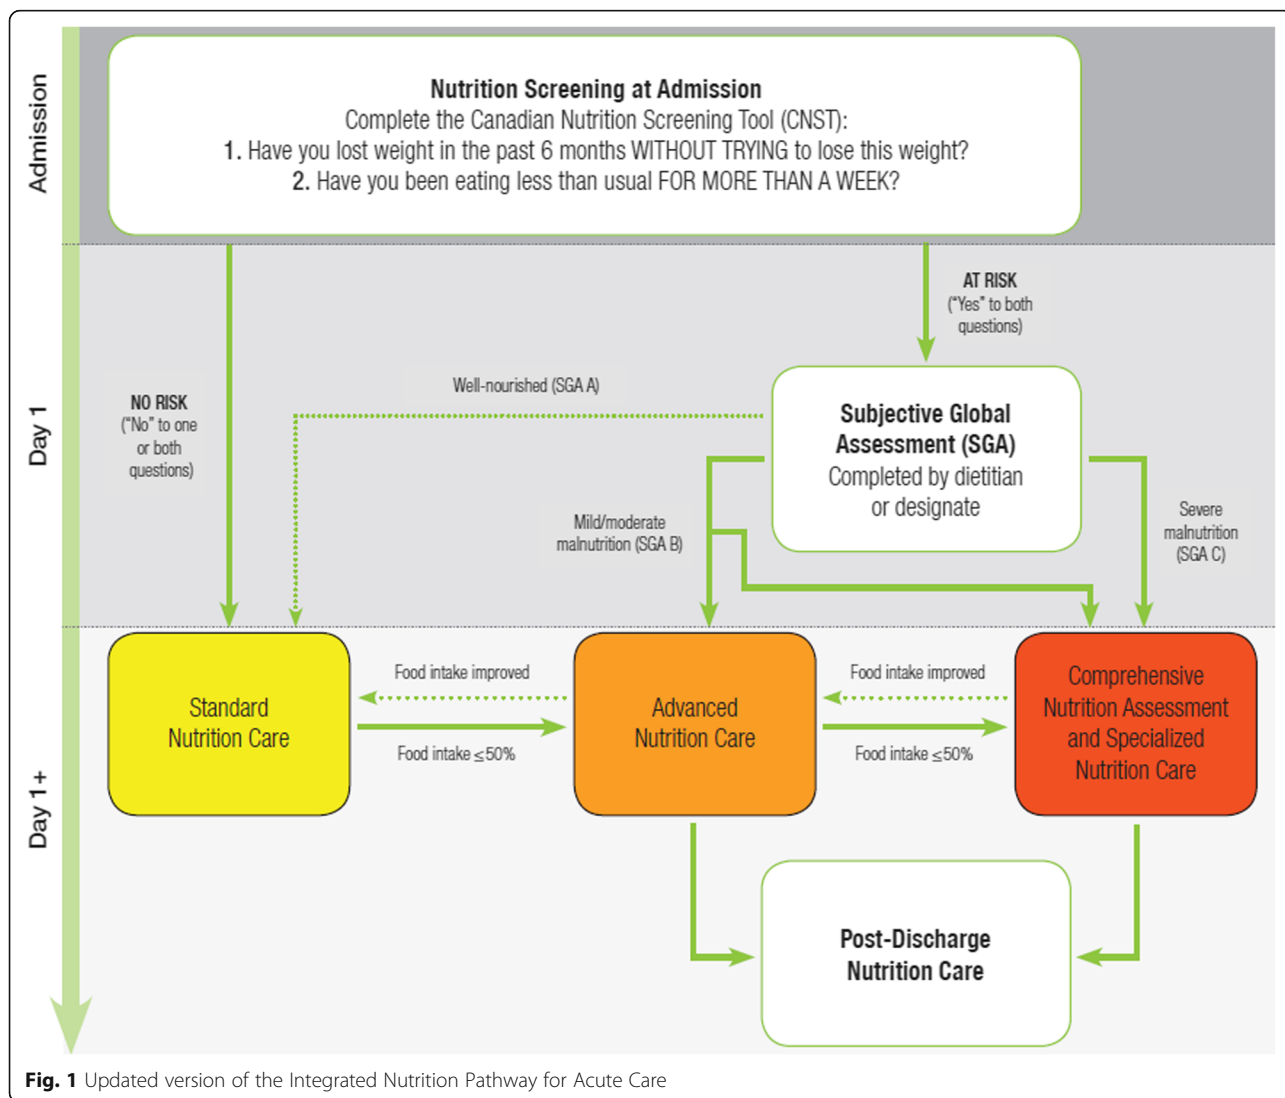 Admission
Nutrition Screening at Admission
Complete the Canadian Nutrition Screening Tool (CNST):
1. Have you lost weight in the past 6 months WITHOUT TRYING to lose this weight?
2. Have you been eating less than usual FOR MORE THAN A WEEK?
Day 1
NO RISK
("No" to one
or both
questions)
AT RISK
("Yes" to both
questions)
Well-nourished (SGA A)
Subjective Global
Assessment (SGA)
Completed by dietitian
or designate
Mild/moderate
malnutrition (SGA B)
Severe
malnutrition
(SGA C)
Day 1+
Standard
Nutrition Care
Food intake improved
Food intake ≤50%
Advanced
Nutrition Care
Food intake improved
Food intake ≤50%
Comprehensive
Nutrition Assessment
and Specialized
Nutrition Care
Post-Discharge
Nutrition Care
Fig. 1 Updated version of the Integrated Nutrition Pathway for Acute Care